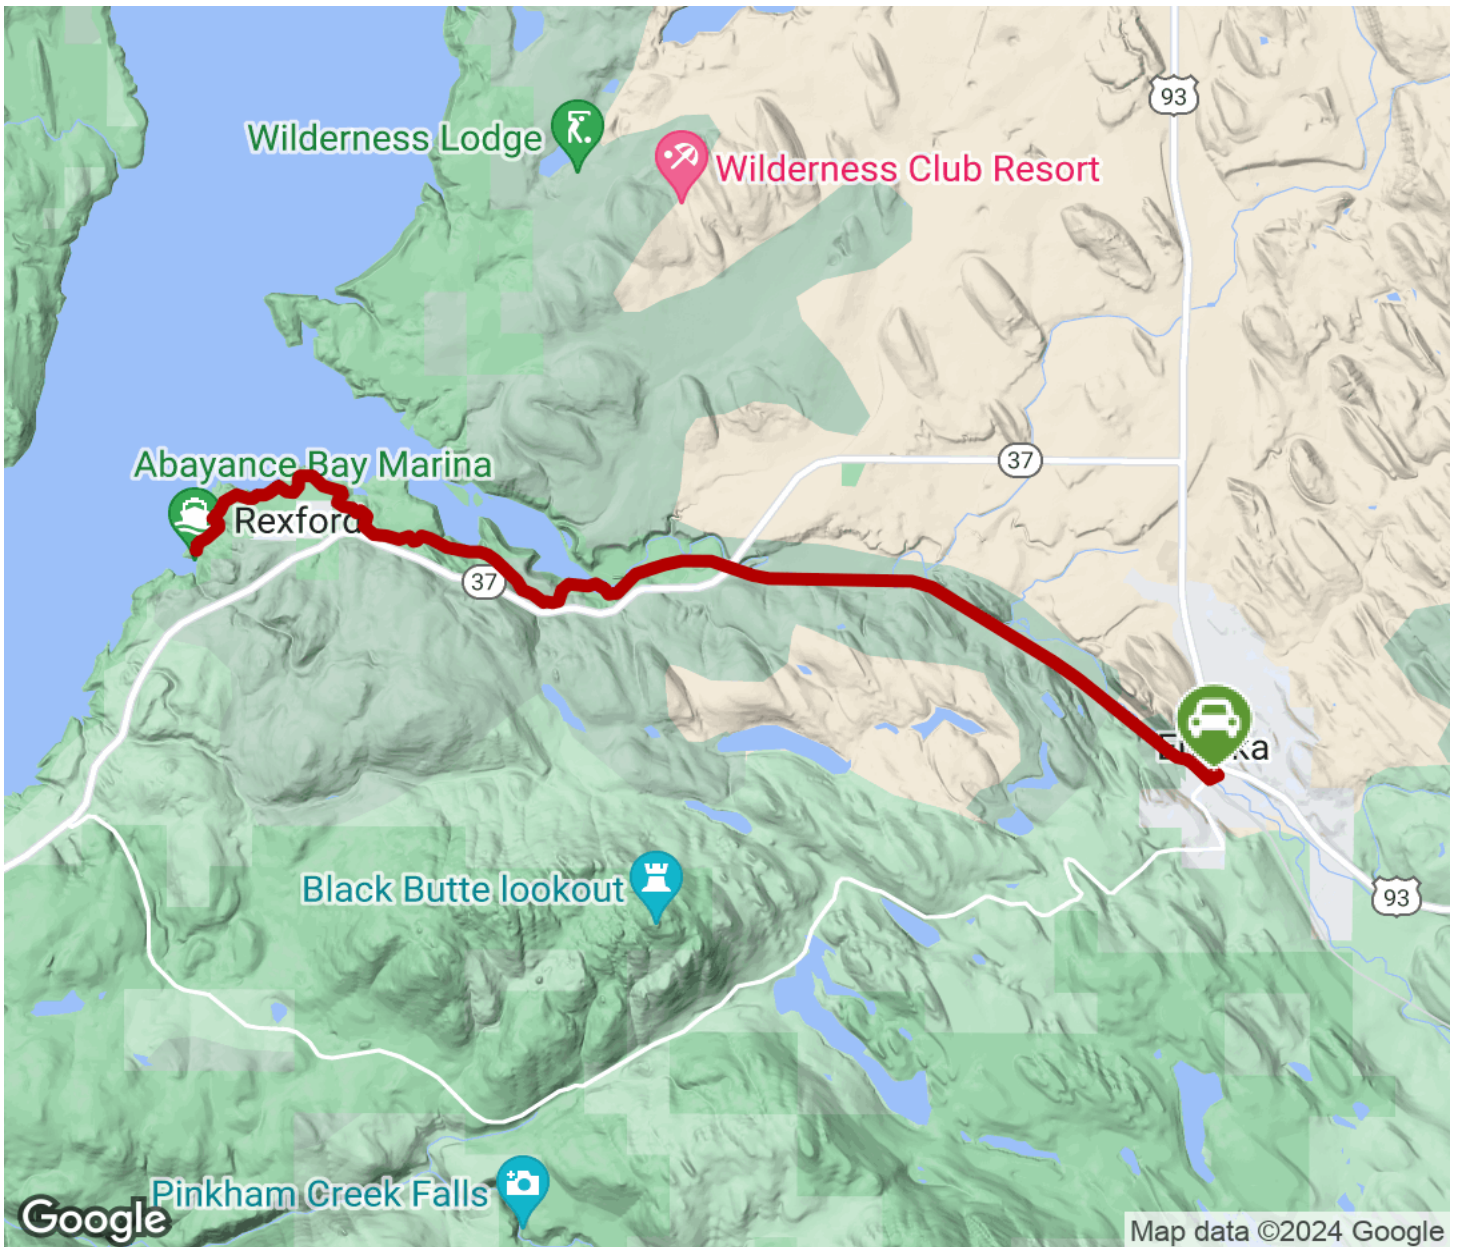 93
Wilderness Lodge
Wilderness Club Resort
Abayance Bay Marina
37
Rexford
37
Black Butte lookout
93
Pinkham Creek Falls
Google
Map data ©2024 Google